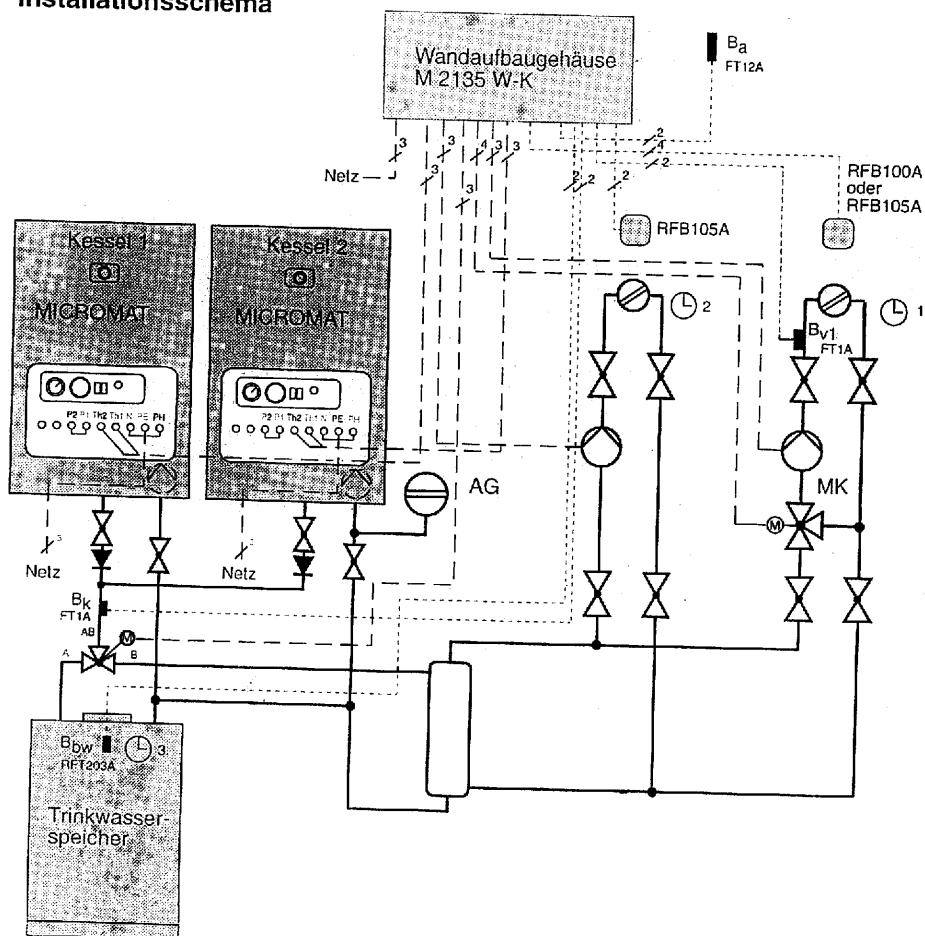 Installationsschema
Wandaufbaugehäuse
M 2135 W-K
Ba
FT12A
3
3
3
3
4
3
3
2
2
2
2
4
2
Netz
RFB100A
oder
RFB105A
RFB105A
Kessel 1
MICROMAT
P2 P1 Th2 Th1 N PE PH
Kessel 2
MICROMAT
P2 P1 Th2 Th1 N PE PH
2
1
Bv1
FT1A
AG
MK
M
3
Netz
Netz
Bk
FT1A
AB
M
A
B
Bbw
RFT203A
3
Trinkwasser-
speicher